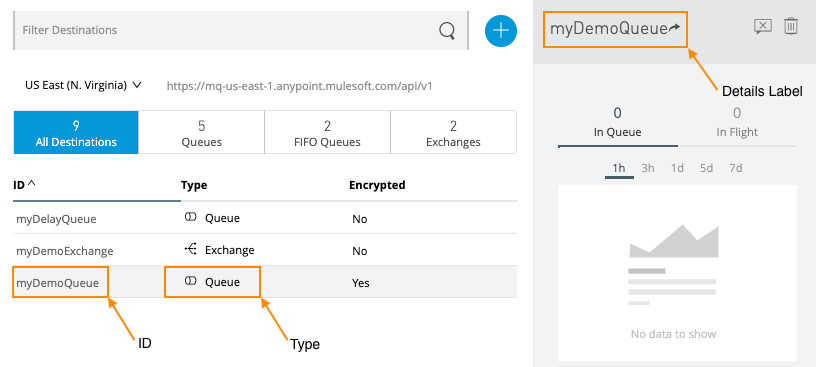 Filter Destinations
US East (N. Virginia) https://mq-us-east-1.anypoint.mulesoft.com/api/v1
9 5 2 2
All Destinations Queues FIFO Queues Exchanges
ID Type Encrypted
myDelayQueue Queue No
myDemoExchange Exchange No
myDemoQueue Queue Yes
ID Type
myDemoQueue
Details Label
0 0
In Queue In Flight
1h 3h 1d 5d 7d
No data to show